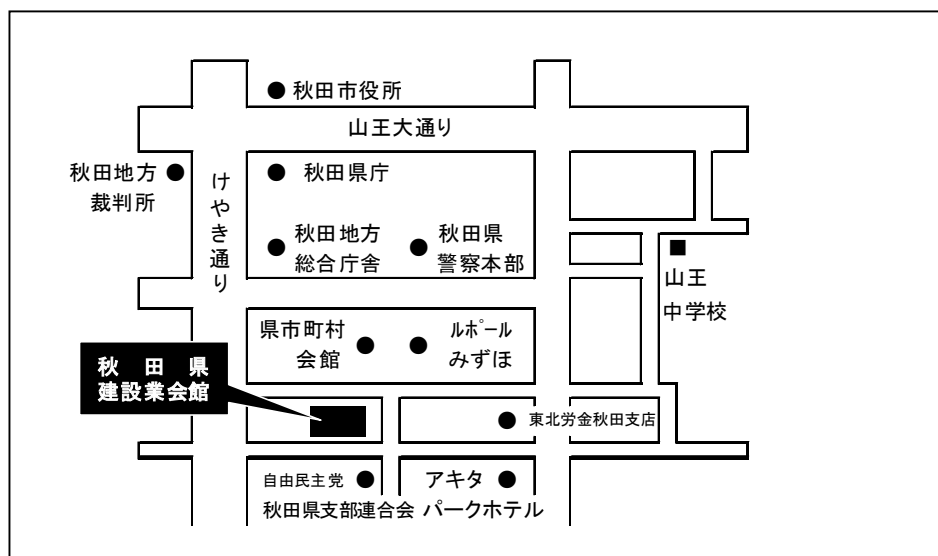 秋田市役所
山王大通り
秋田地方
裁判所
けやき通り
秋田県庁
秋田地方
総合庁舎
秋田県
警察本部
山王
中学校
県市町村
会館
ﾙﾎﾟｰﾙ
みずほ
秋田県
建設業会館
東北労金秋田支店
自由民主党
秋田県支部連合会
アキタ
パークホテル